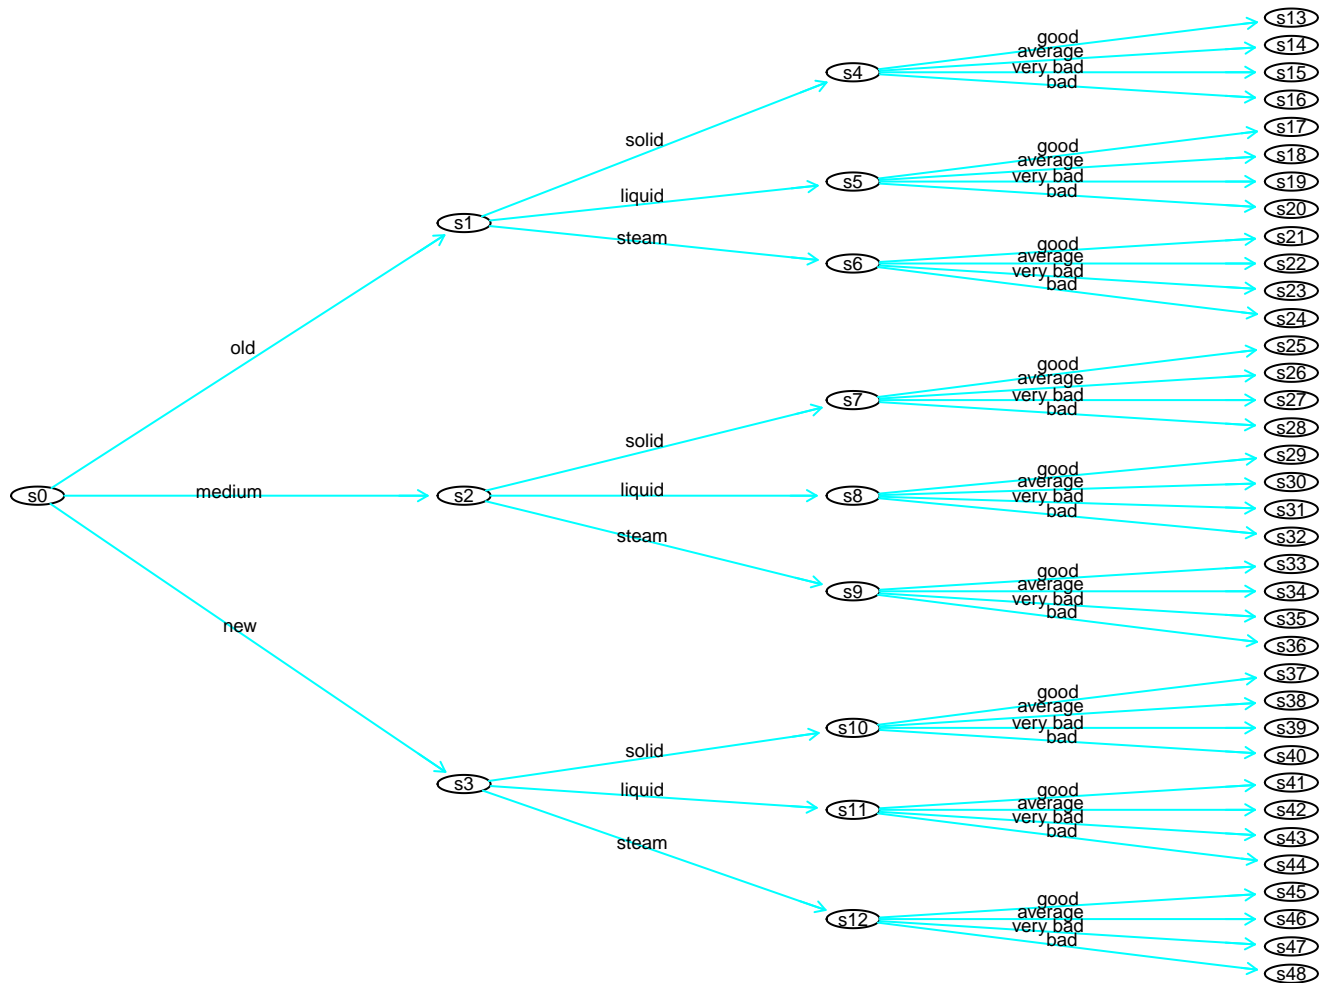 s13
good
s14
average
s4
very bad
s15
bad
s16
s17
solid
good
s18
average
s5
very bad
s19
liquid
bad
s20
s1
s21
steam
good
average
s6
s22
very bad
bad
s23
s24
old
s25
good
s26
average
s7
very bad
s27
bad
s28
solid
s29
good
average
s30
medium
liquid
s0
s2
s8
very bad
s31
bad
steam
s32
s33
good
average
s9
s34
very bad
bad
s35
new
s36
s37
good
s38
average
s10
very bad
s39
bad
solid
s40
s41
s3
liquid
good
average
s11
s42
very bad
bad
s43
steam
s44
s45
good
average
s12
s46
very bad
bad
s47
s48